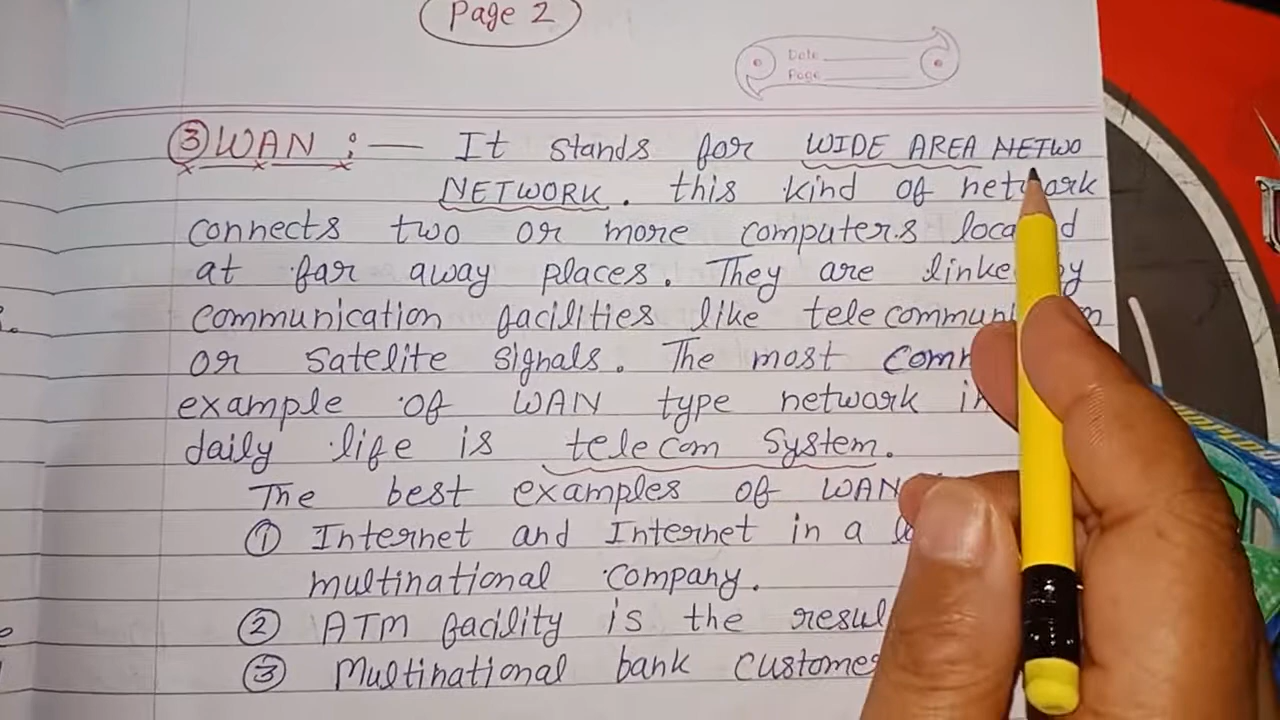 Page 2
Date
Page
③ WAN :— It stands for WIDE AREA NETWO
NETWORK. this kind of network
connects two or more computers
at far away places. They are
communication facilities like
or satelite signals. The most
example of WAN type network in
daily life is telecom system.
The best examples of WAN
① Internet and Internet in a
multinational company.
② ATM facility is the
③ Multinational bank